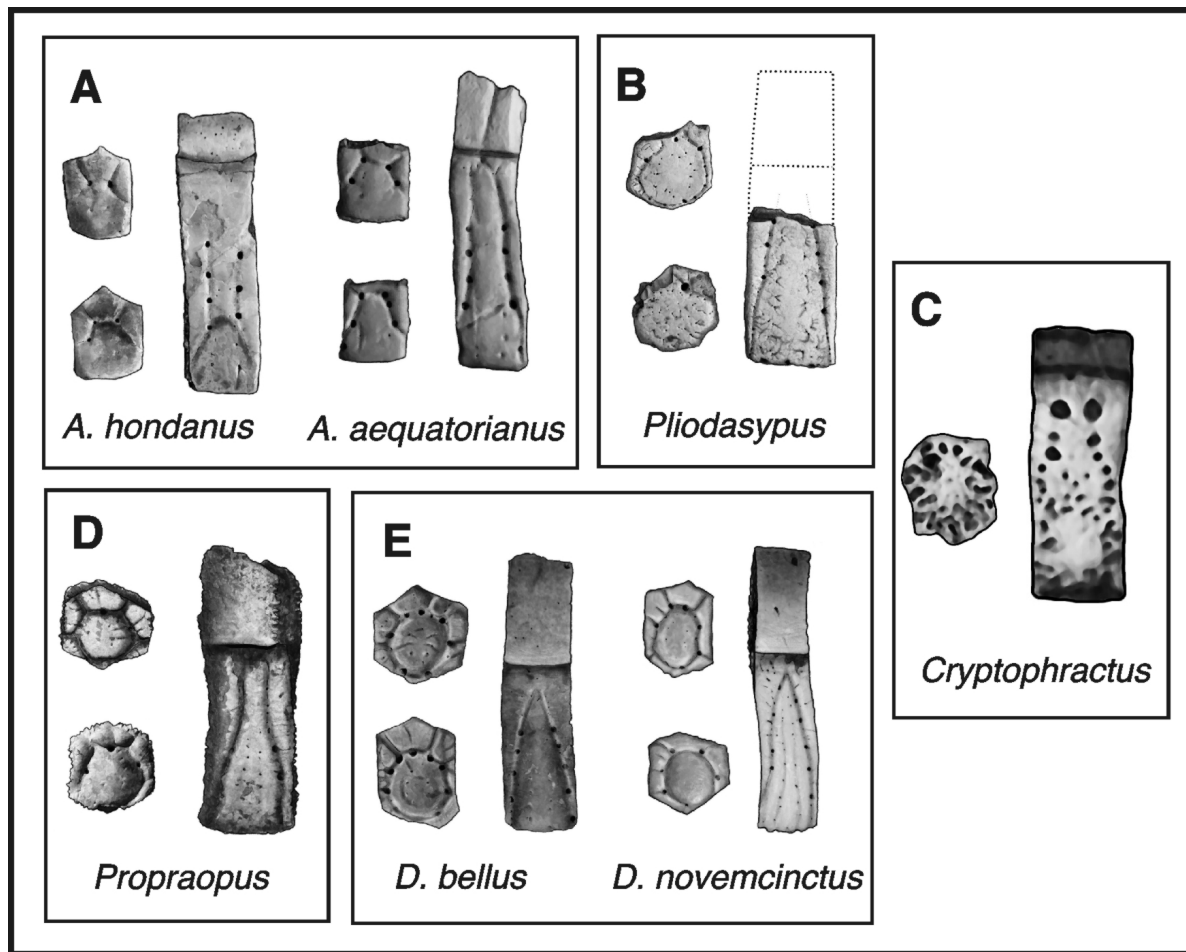 A
A. hondanus
A. aequatorianus
B
Pliodasypus
C
Cryptophractus
D
Propraopus
E
D. bellus
D. novemcinctus